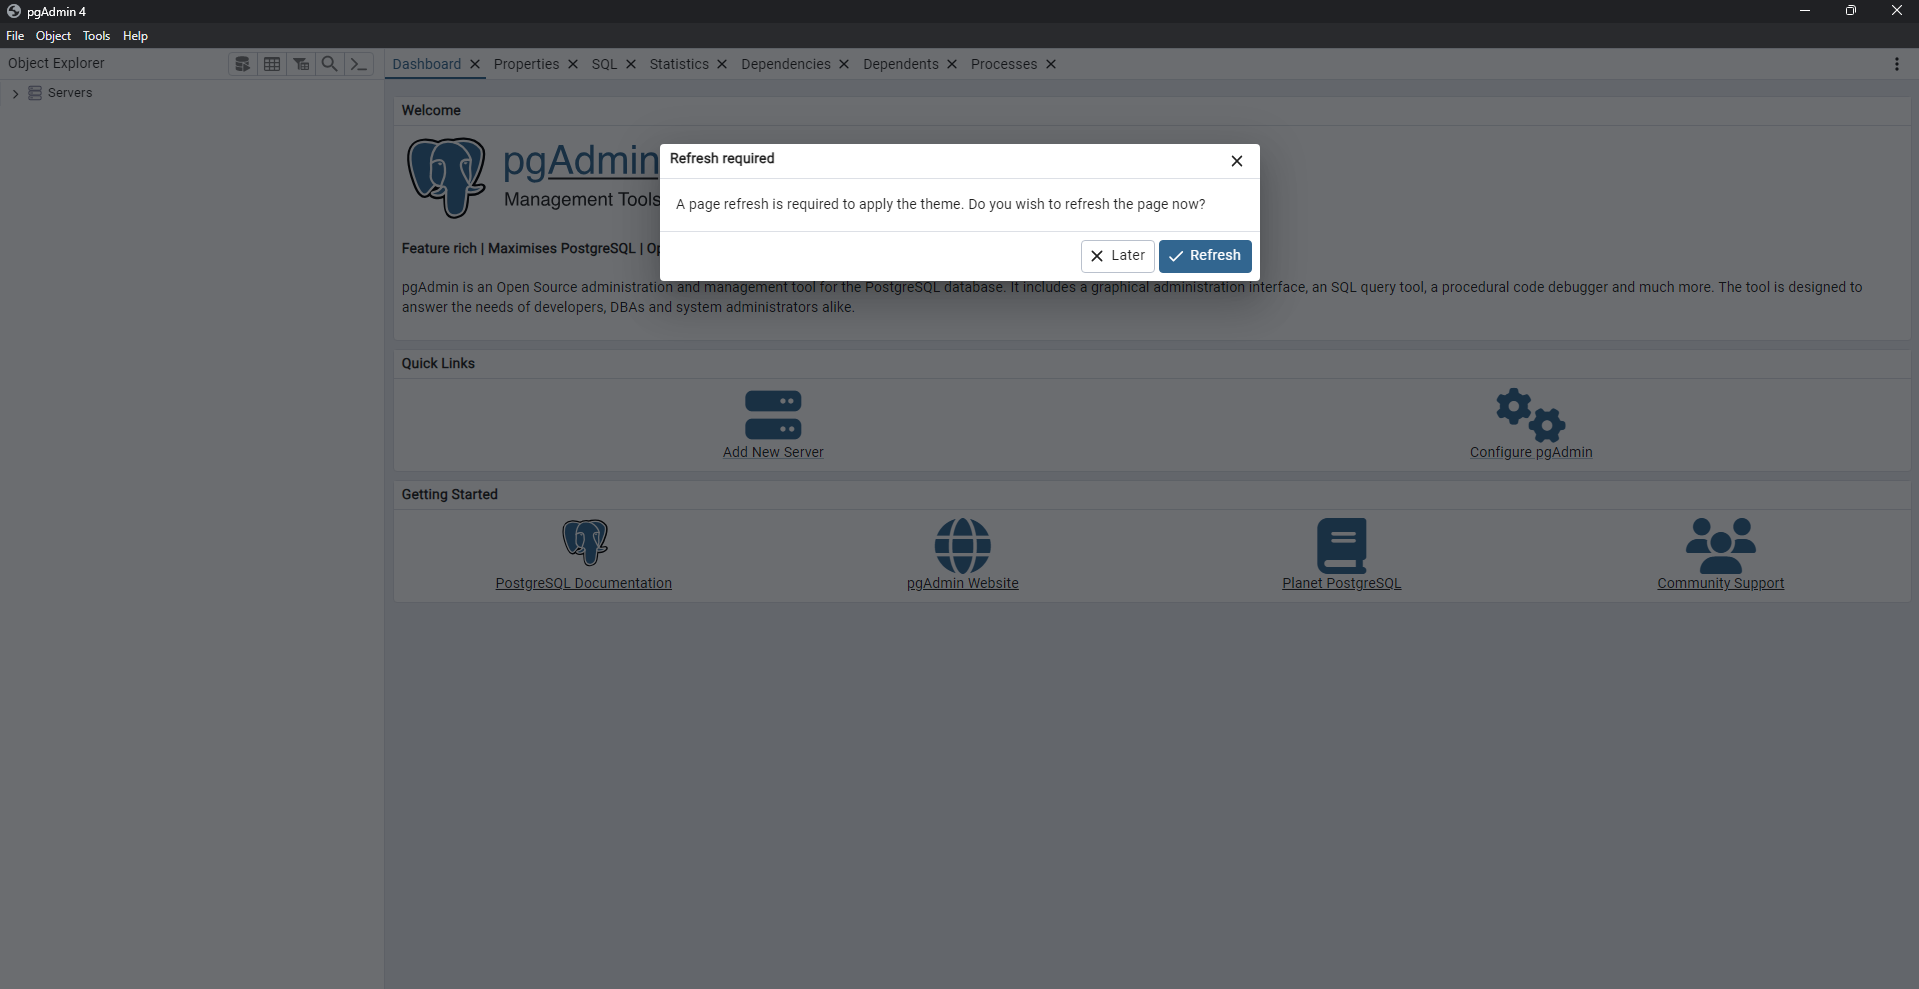 pgAdmin 4
File Object Tools Help
Object Explorer
Dashboard Properties SQL Statistics Dependencies Dependents Processes
Servers
Welcome
pgAdmin
Management Tools
Refresh required
A page refresh is required to apply the theme. Do you wish to refresh the page now?
Later Refresh
Feature rich | Maximises PostgreSQL |
pgAdmin is an Open Source administration and management tool for the PostgreSQL database. It includes a graphical administration interface, an SQL query tool, a procedural code debugger and much more. The tool is designed to
answer the needs of developers, DBAs and system administrators alike.
Quick Links
Add New Server
Configure pgAdmin
Getting Started
PostgreSQL Documentation
pgAdmin Website
Planet PostgreSQL
Community Support